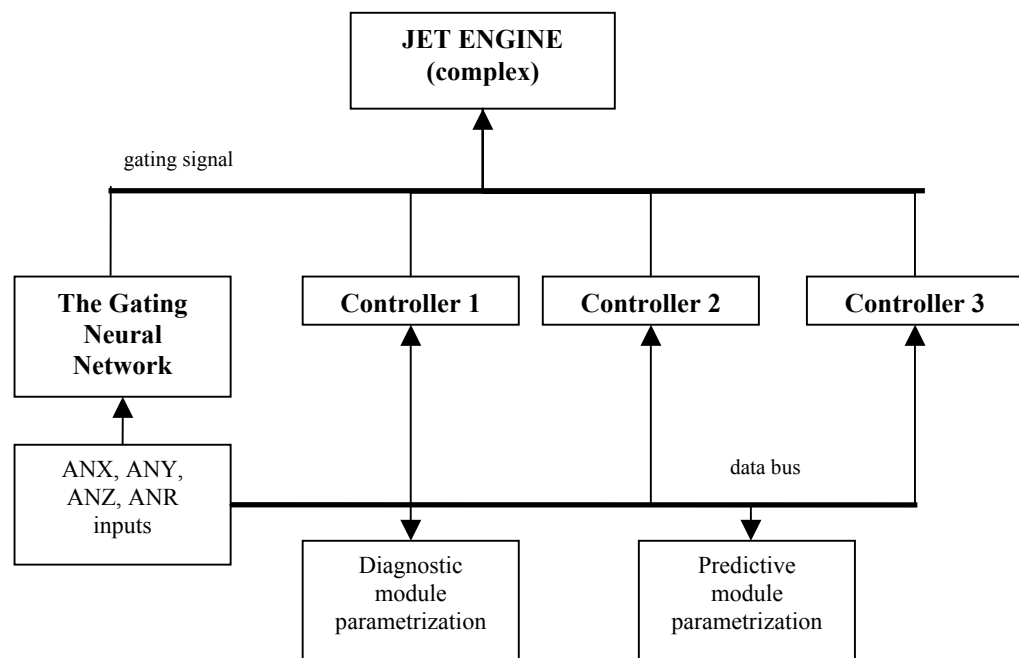 JET ENGINE
(complex)
gating signal
The Gating
Neural
Network
Controller 1
Controller 2
Controller 3
ANX, ANY,
ANZ, ANR
inputs
data bus
Diagnostic
module
parametrization
Predictive
module
parametrization